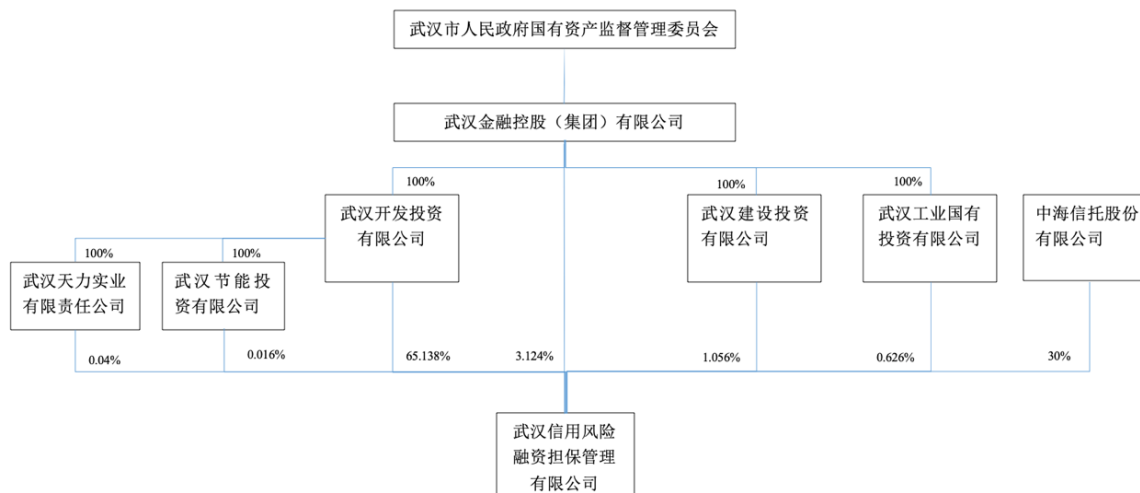 武汉市人民政府国有资产监督管理委员会
武汉金融控股（集团）有限公司
100%
100%
100%
武汉开发投资
有限公司
武汉建设投资
有限公司
武汉工业国有
投资有限公司
中海信托股份
有限公司
100%
100%
武汉天力实业
有限责任公司
武汉节能投
资有限公司
0.04%
0.016%
65.138%
3.124%
1.056%
0.626%
30%
武汉信用风险
融资担保管理
有限公司